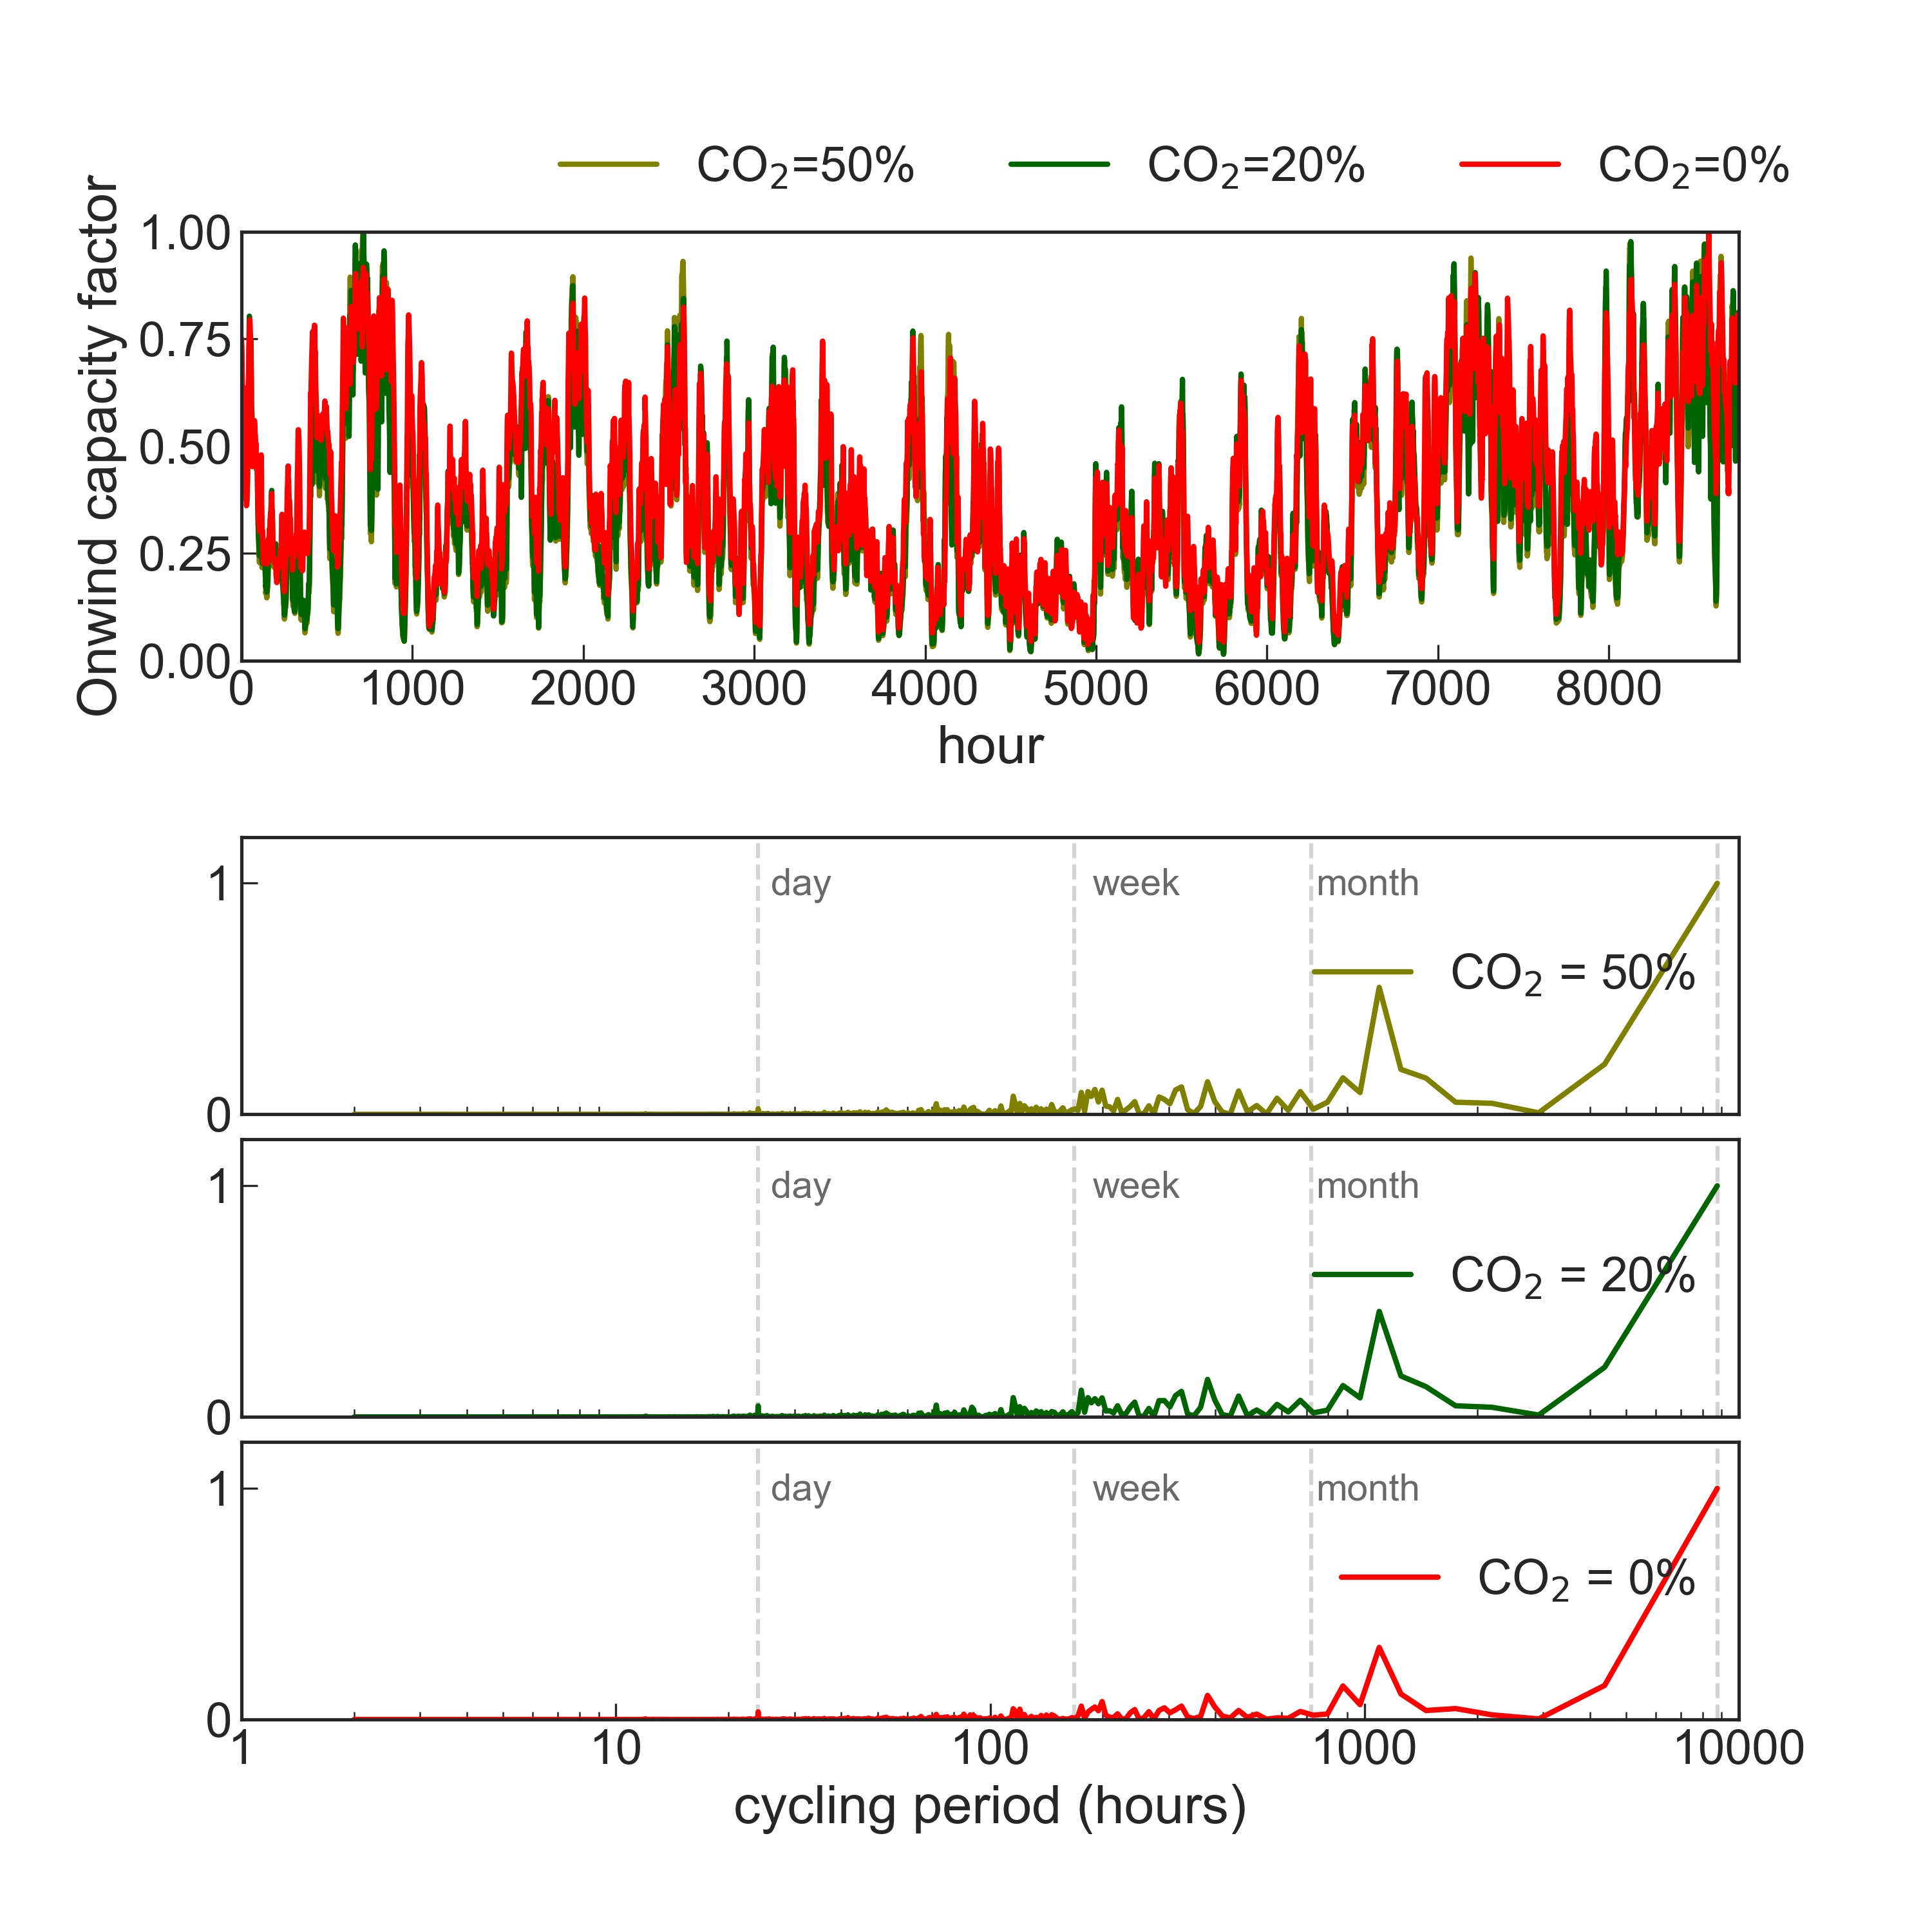 CO₂=50% CO₂=20% CO₂=0%
Onwind capacity factor
1.00
0.75
0.50
0.25
0.00
0 1000 2000 3000 4000 5000 6000 7000 8000
hour
1
0
day week month
CO₂ = 50%
1
0
day week month
CO₂ = 20%
1
0
day week month
CO₂ = 0%
1 10 100 1000 10000
cycling period (hours)